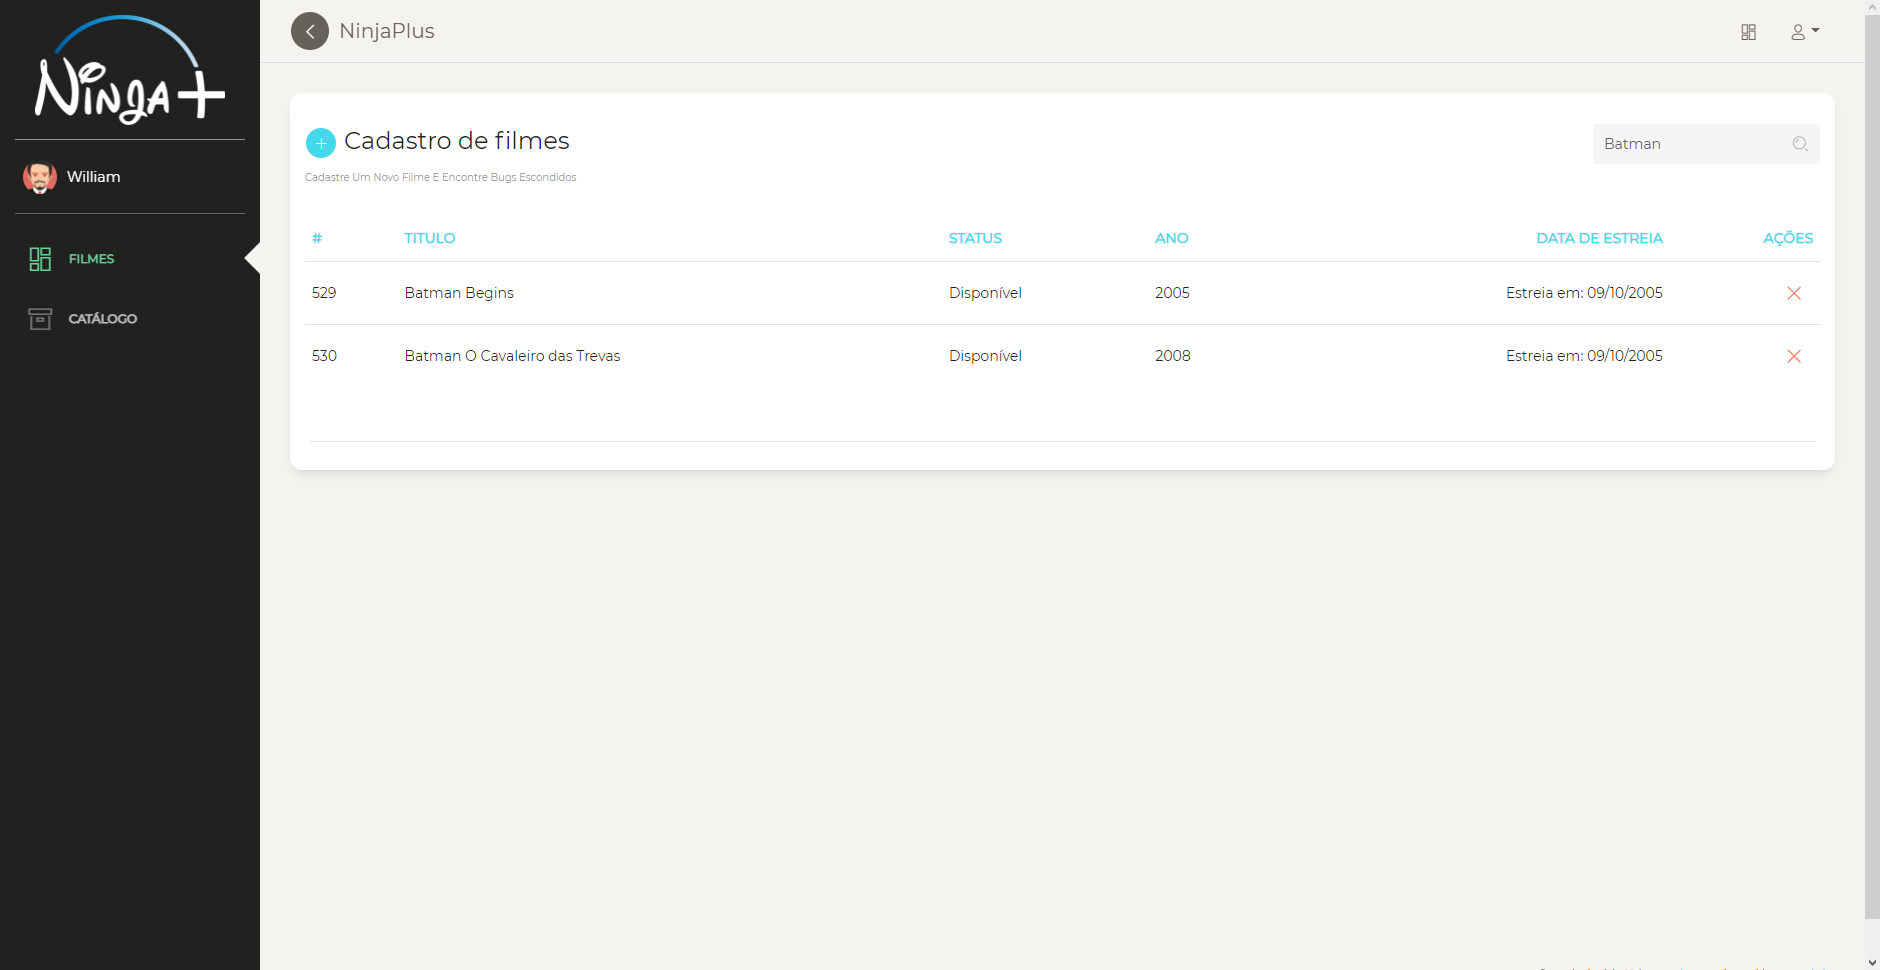 Ninja+
NinjaPlus
William
FILMES
CATÁLOGO
Cadastro de filmes
Batman
Cadastre Um Novo Filme E Encontre Bugs Escondidos
# TITULO STATUS ANO DATA DE ESTREIA AÇÕES
529 Batman Begins Disponível 2005 Estreia em: 09/10/2005
530 Batman O Cavaleiro das Trevas Disponível 2008 Estreia em: 09/10/2005